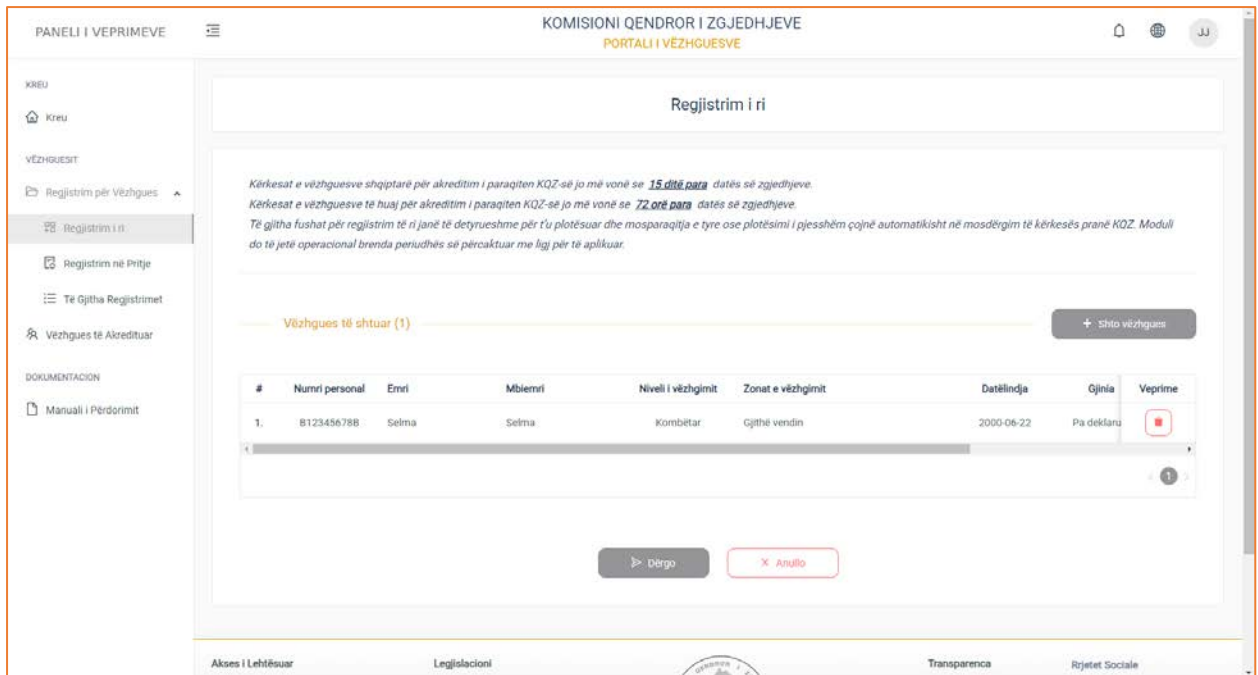 PANELI I VEPRIMEVE
KOMISIONI QENDROR I ZGJEDHJEVE
PORTALI I VËZHGUESVE
JJ
KREU
Kreu
VËZHGUESIT
Regjistrim për Vëzhgues
Regjistrim i ri
Regjistrim në Pritje
Të Gjitha Regjistrimet
Vëzhgues të Akredituar
DOKUMENTACION
Manuali i Përdorimit
Regjistrim i ri
Kërkesat e vëzhguesve shqiptarë për akreditim i paraqiten KQZ-së jo më vonë se 15 ditë para datës së zgjedhjeve.
Kërkesat e vëzhguesve të huaj për akreditim i paraqiten KQZ-së jo më vonë se 72 orë para datës së zgjedhjeve.
Të gjitha fushat për regjistrim të ri janë të detyrueshme për t'u plotësuar dhe mosparaqitja e tyre ose plotësimi i pjesshëm çojnë automatikisht në mosdërgim të kërkesës pranë KQZ. Moduli
do të jetë operacional brenda periudhës së përcaktuar me ligj për të aplikuar.
Vëzhgues të shtuar (1)
+ Shto vëzhgues
# Numri personal Emri Mbiemri Niveli i vëzhgimit Zonat e vëzhgimit Datëlindja Gjinia Veprime
1. B12345678B Selma Selma Kombëtar Gjithë vendin 2000-06-22 Pa deklaru
1
Dërgo
Anullo
Akses i Lehtësuar Legjislacioni Transparenca Rrjetet Sociale